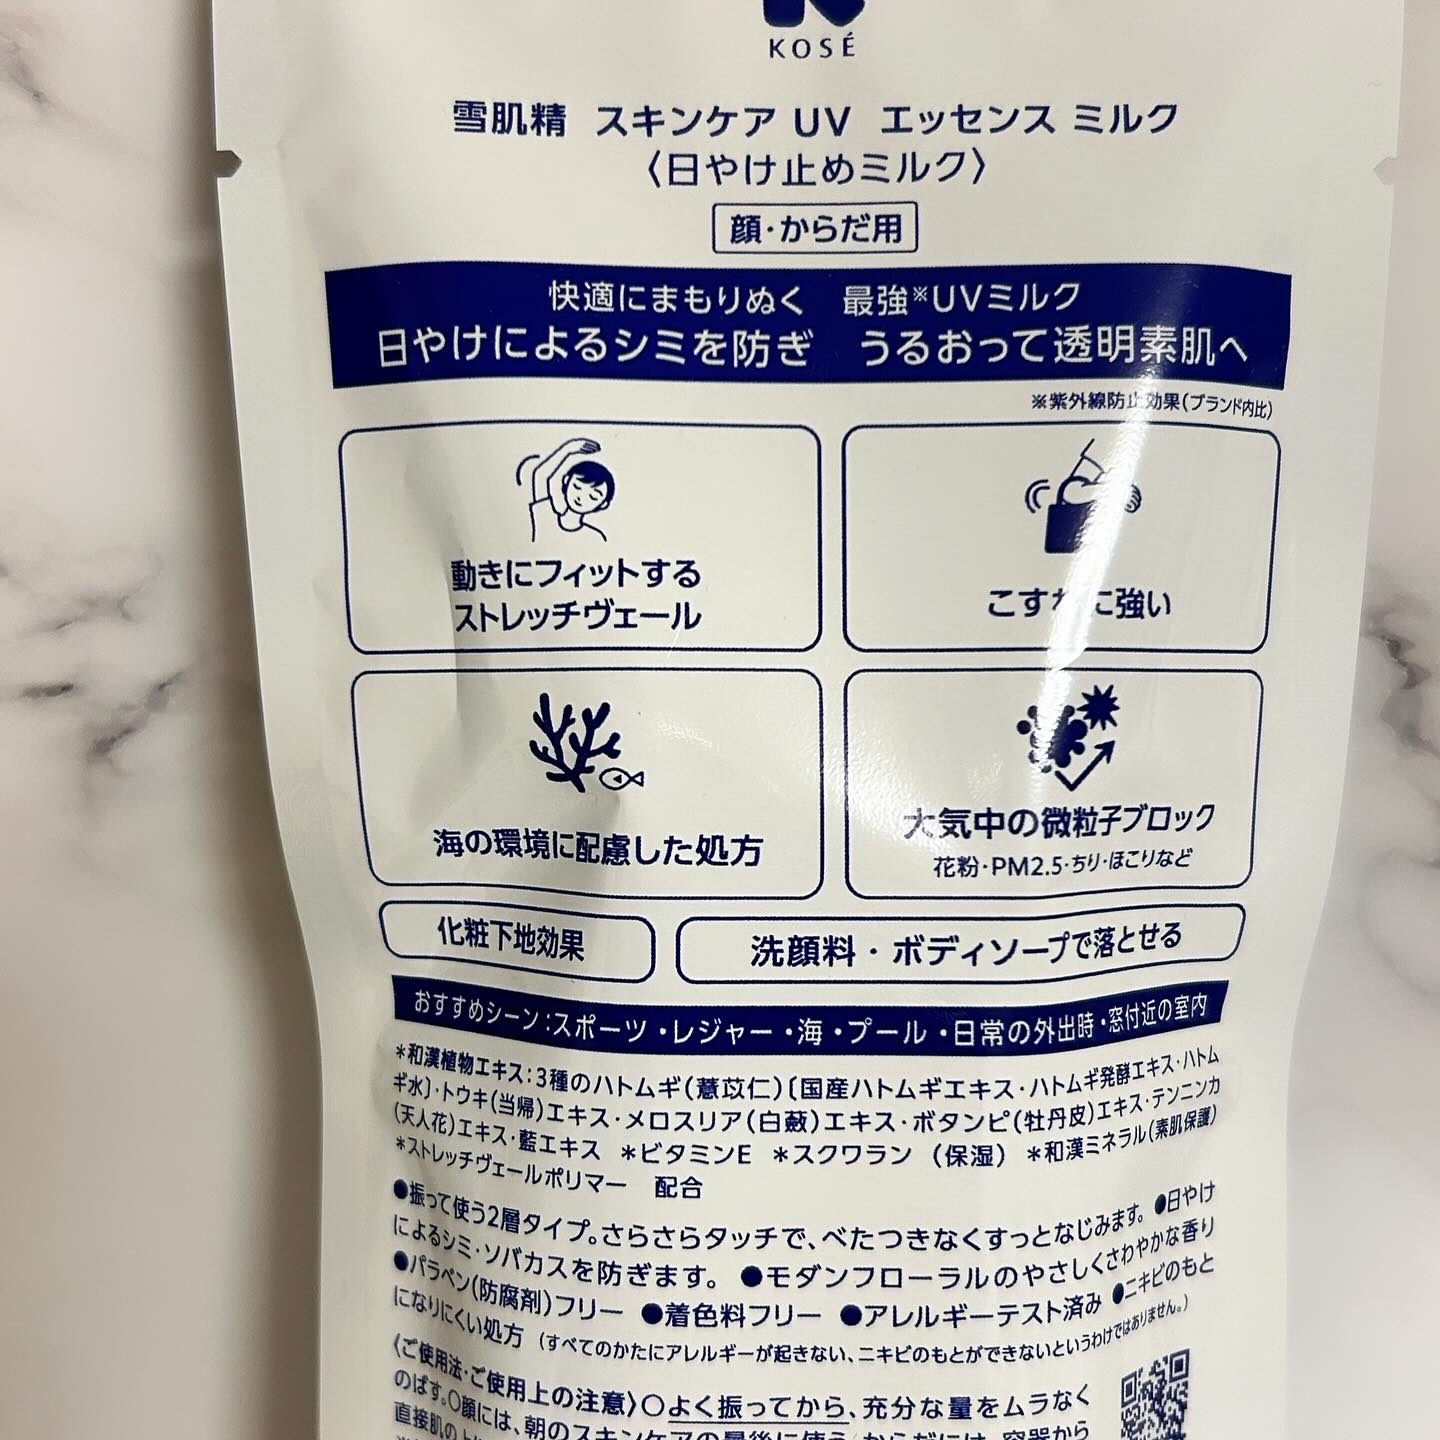 KOSÉ
雪肌精 スキンケア UV エッセンス ミルク
〈日やけ止めミルク〉
顔・からだ用
快適にまもりぬく 最強※UVミルク
日やけによるシミを防ぎ うるおって透明素肌へ
※紫外線防止効果(ブランド内比)
動きにフィットする
ストレッチヴェール
こすれに強い
海の環境に配慮した処方
大気中の微粒子ブロック
花粉・PM2.5・ちり・ほこりなど
化粧下地効果
洗顔料・ボディソープで落とせる
おすすめシーン:スポーツ・レジャー・海・プール・日常の外出時・窓付近の室内
*和漢植物エキス:3種のハトムギ(薏苡仁)〔国産ハトムギエキス・ハトムギ発酵エキス・ハトム
ギ水〕・トウキ(当帰)エキス・メロスリア(白蘞)エキス・ボタンピ(牡丹皮)エキス・テンニンカ
(天人花)エキス・藍エキス *ビタミンE *スクワラン (保湿) *和漢ミネラル(素肌保護)
*ストレッチヴェールポリマー 配合
●振って使う2層タイプ。さらさらタッチで、べたつきなくすっとなじみます。 ●日やけ
によるシミ・ソバカスを防ぎます。 ●モダンフローラルのやさしくさわやかな香り
●パラベン(防腐剤)フリー ●着色料フリー ●アレルギーテスト済み ●ニキビのもと
になりにくい処方 (すべてのかたにアレルギーが起きない、ニキビのもとができないというわけではありません。)
〈ご使用法・ご使用上の注意〉○よく振ってから、充分な量をムラなく
のばす。○顔には、朝のスキンケアの最後に使う。からだには、容器から
直接肌の